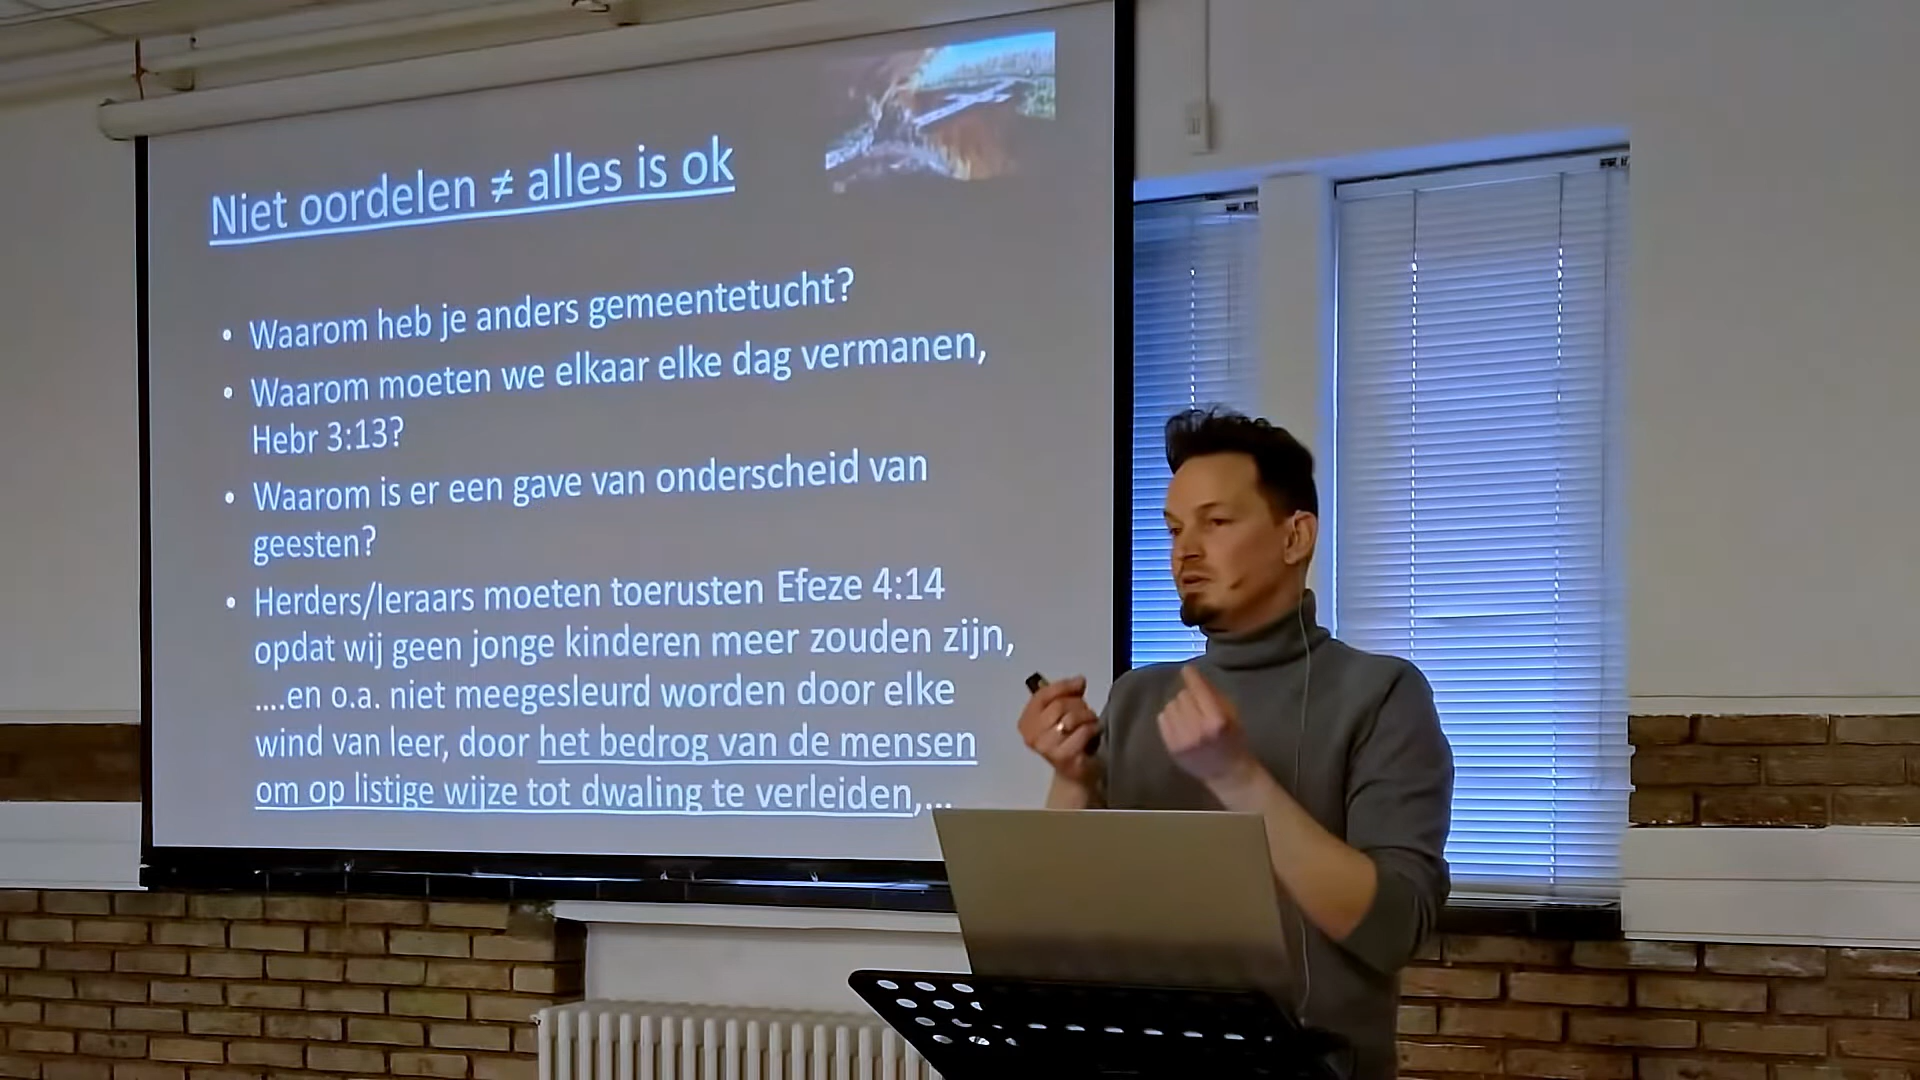 Niet oordelen ≠ alles is ok
• Waarom heb je anders gemeentetucht?
• Waarom moeten we elkaar elke dag vermanen,
Hebr 3:13?
• Waarom is er een gave van onderscheid van
geesten?
• Herders/leraars moeten toerusten Efeze 4:14
opdat wij geen jonge kinderen meer zouden zijn,
....en o.a. niet meegesleurd worden door elke
wind van leer, door het bedrog van de mensen
om op listige wijze tot dwaling te verleiden,...